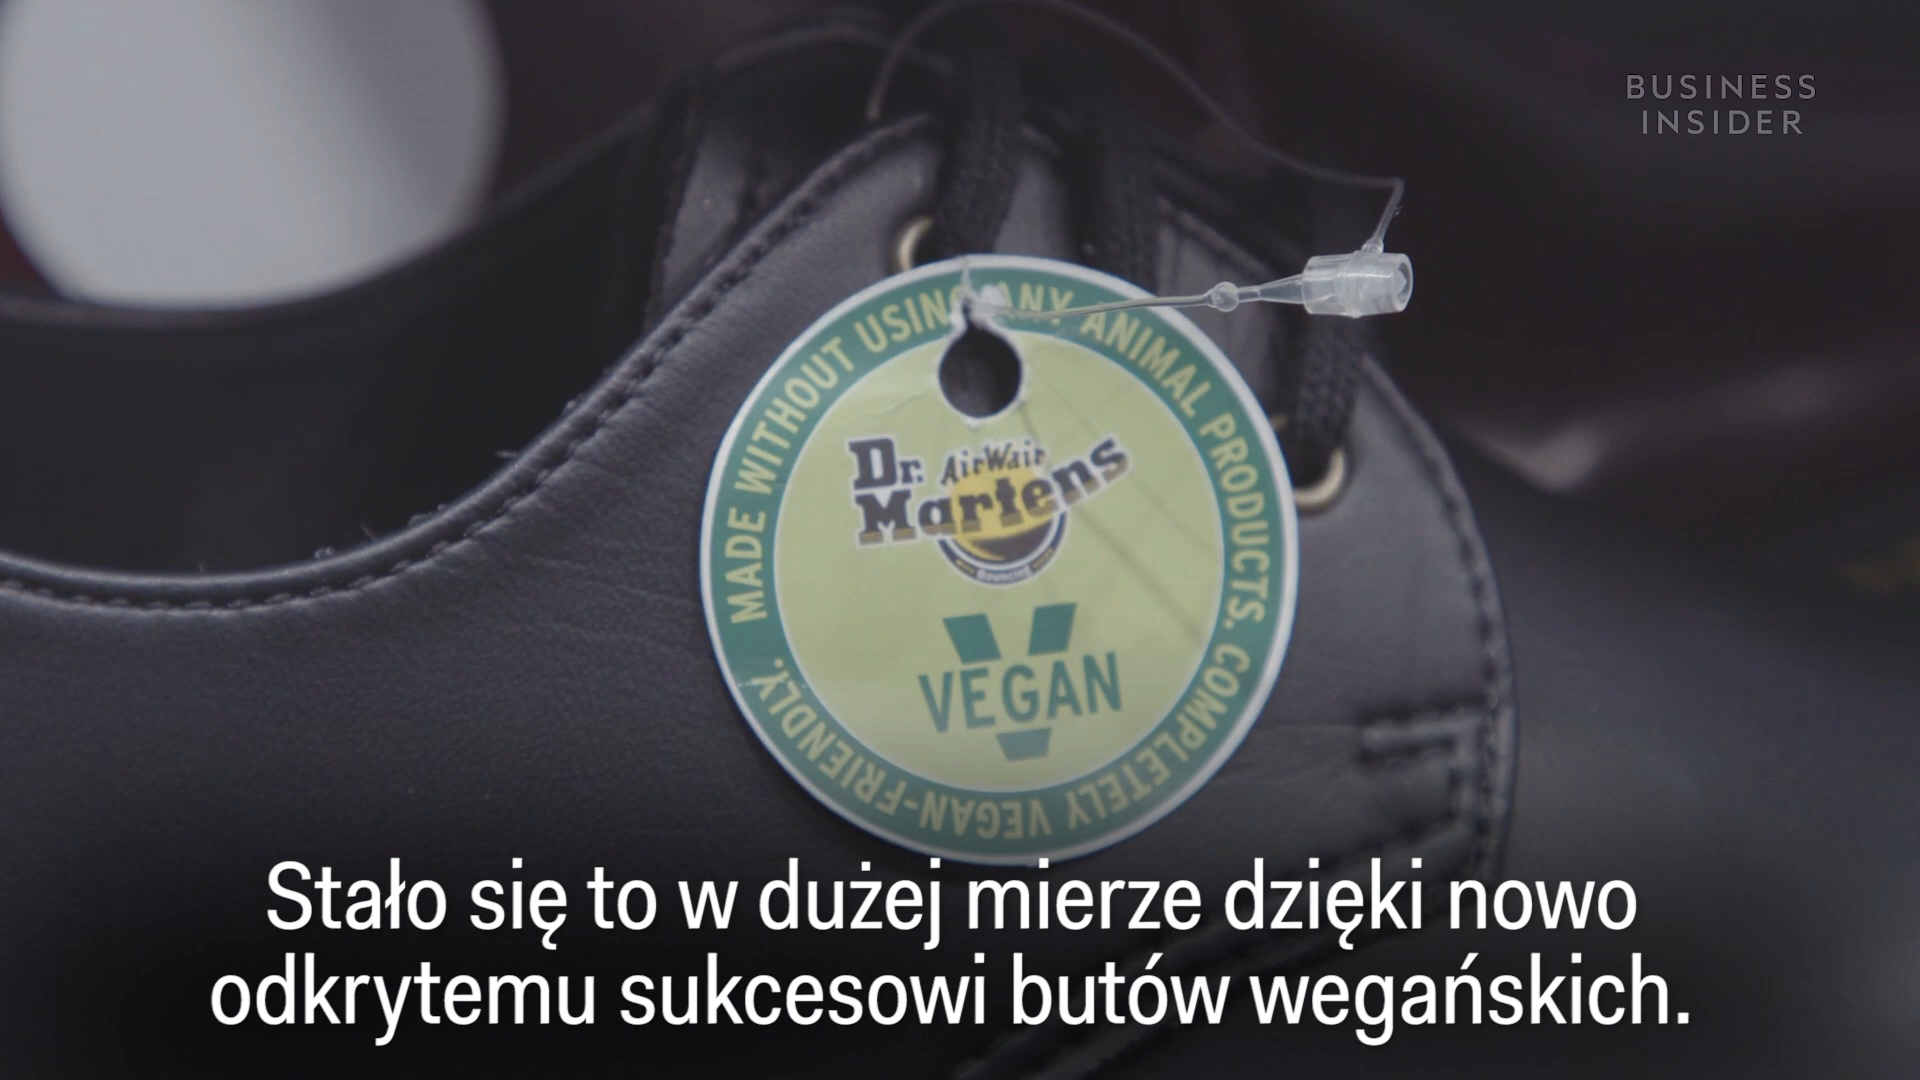 BUSINESS
INSIDER
MADE WITHOUT USING ANY ANIMAL PRODUCTS. COMPLETELY VEGAN-FRIENDLY.
Dr. AirWair
Martens
BOUNCING
VEGAN
Stało się to w dużej mierze dzięki nowo
odkrytemu sukcesowi butów wegańskich.